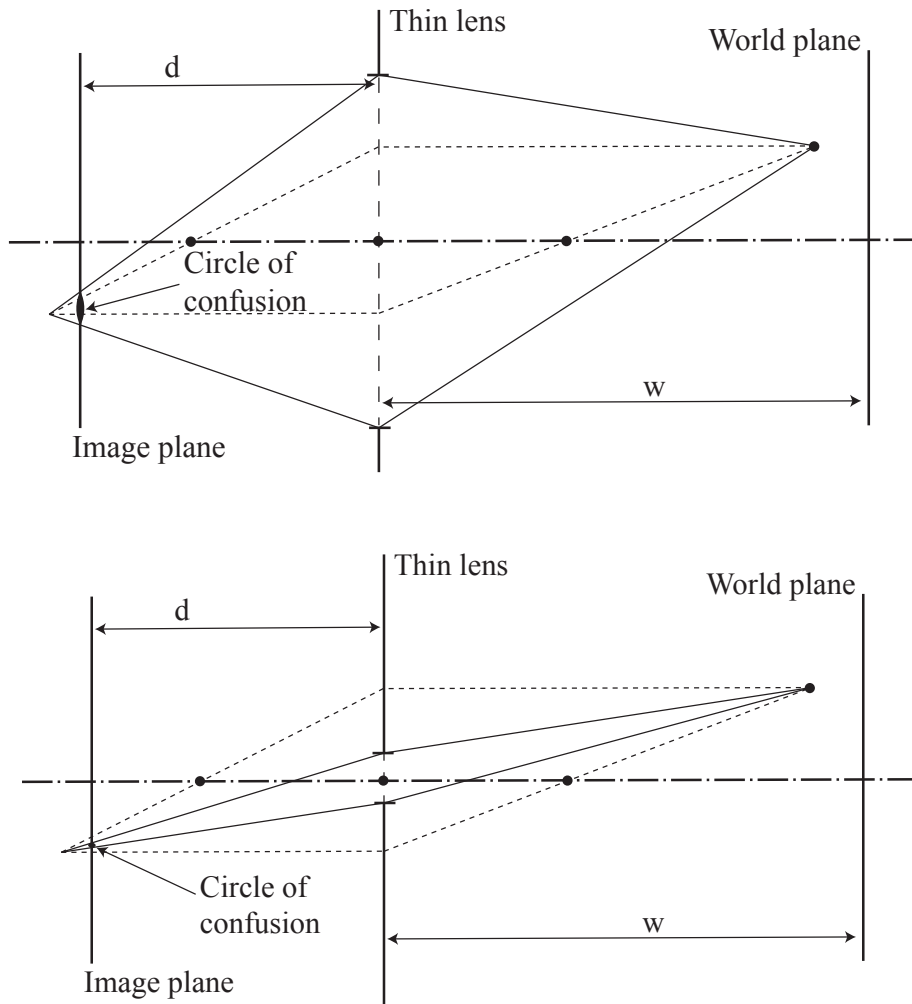 Thin lens
World plane
d
Circle of
confusion
w
Image plane
Thin lens
World plane
d
Circle of
confusion
w
Image plane